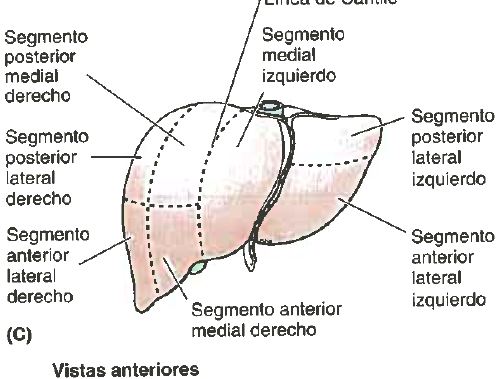 Línea de Cantlie
Segmento
posterior
medial
derecho
Segmento
medial
izquierdo
Segmento
posterior
lateral
derecho
Segmento
posterior
lateral
izquierdo
Segmento
anterior
lateral
derecho
Segmento
anterior
lateral
izquierdo
Segmento anterior
medial derecho
(C)
Vistas anteriores